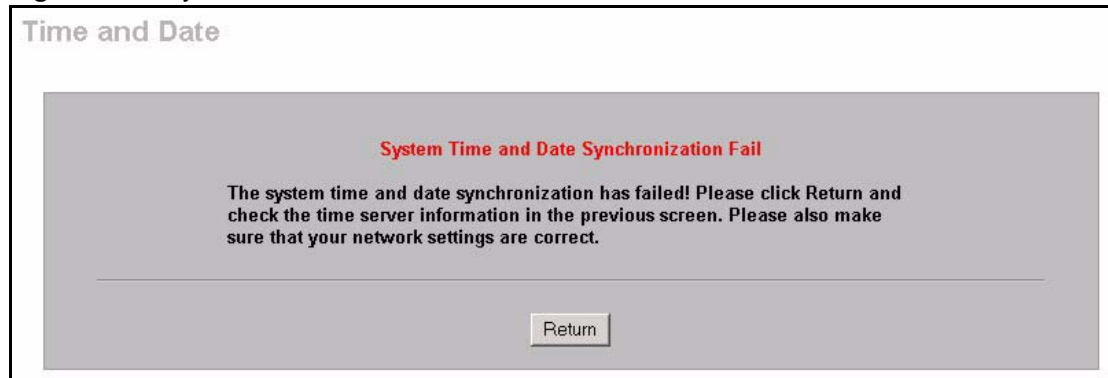 Time and Date
System Time and Date Synchronization Fail
The system time and date synchronization has failed! Please click Return and
check the time server information in the previous screen. Please also make
sure that your network settings are correct.
Return